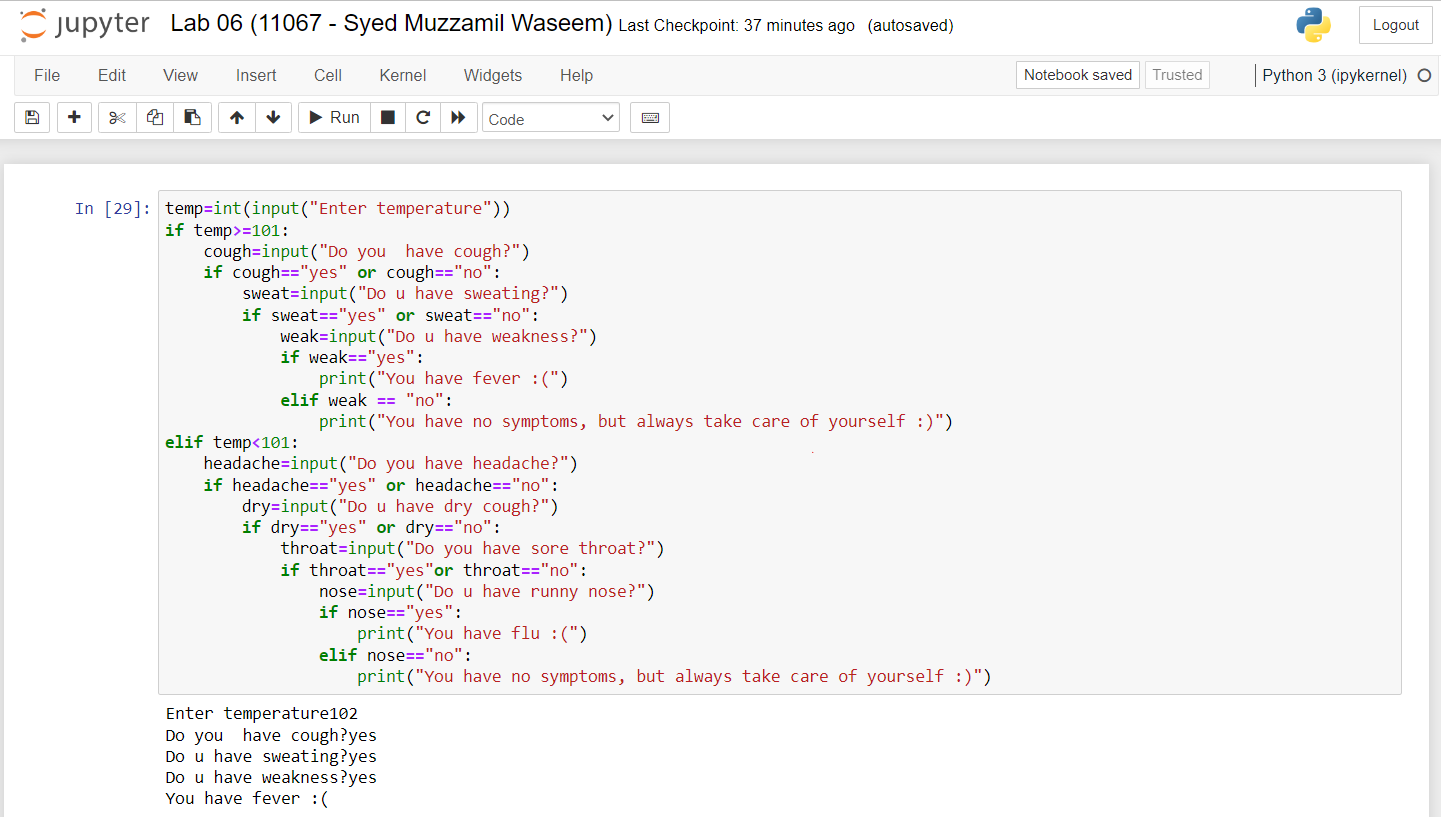 jupyter Lab 06 (11067 - Syed Muzzamil Waseem) Last Checkpoint: 37 minutes ago (autosaved) Logout
File Edit View Insert Cell Kernel Widgets Help Notebook saved Trusted Python 3 (ipykernel)
Run Code
In [29]: temp=int(input("Enter temperature"))
if temp>=101:
    cough=input("Do you  have cough?")
    if cough=="yes" or cough=="no":
        sweat=input("Do u have sweating?")
        if sweat=="yes" or sweat=="no":
            weak=input("Do u have weakness?")
            if weak=="yes":
                print("You have fever :(")
            elif weak == "no":
                print("You have no symptoms, but always take care of yourself :)")
elif temp<101:
    headache=input("Do you have headache?")
    if headache=="yes" or headache=="no":
        dry=input("Do u have dry cough?")
        if dry=="yes" or dry=="no":
            throat=input("Do you have sore throat?")
            if throat=="yes"or throat=="no":
                nose=input("Do u have runny nose?")
                if nose=="yes":
                    print("You have flu :(")
                elif nose=="no":
                    print("You have no symptoms, but always take care of yourself :)")
Enter temperature102
Do you  have cough?yes
Do u have sweating?yes
Do u have weakness?yes
You have fever :(